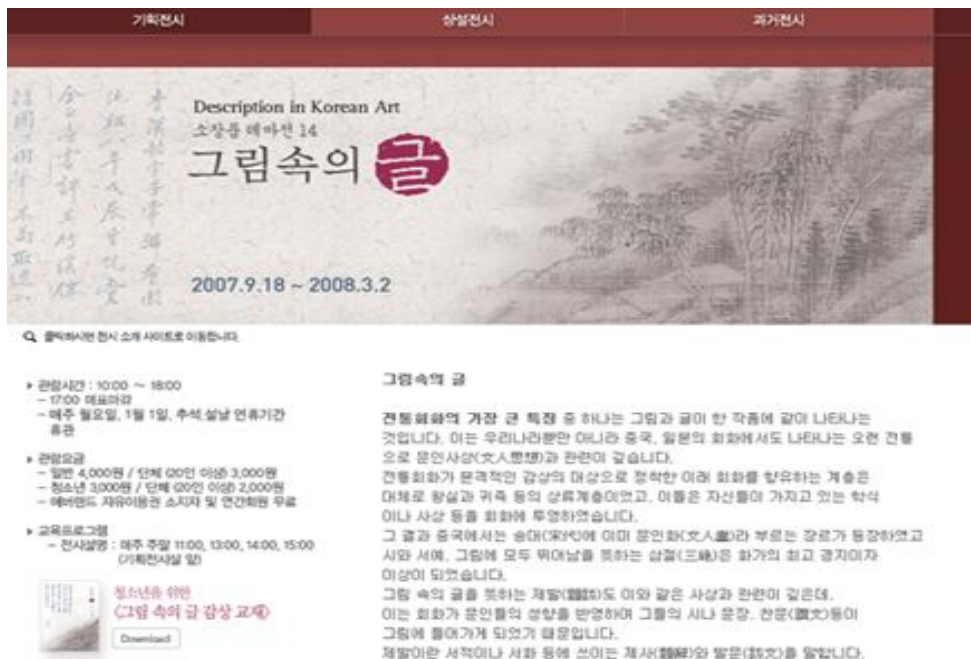 기획전시
상설전시
과거전시
Description in Korean Art
소장품 테마전 14
그림속의 글
2007.9.18 ~ 2008.3.2
클릭하시면 전시 소개 사이트로 이동합니다.
관람시간 : 10:00 ~ 18:00
- 17:00 매표마감
- 매주 월요일, 1월 1일, 추석.설날 연휴기간
휴관
관람요금
- 일반 4,000원 / 단체 (20인 이상) 3,000원
- 청소년 3,000원 / 단체 (20인 이상) 2,000원
- 에버랜드 자유이용권 소지자 및 연간회원 무료
교육프로그램
- 전시설명 : 매주 주말 11:00, 13:00, 14:00, 15:00
(기획전시실 앞)
청소년을 위한
<그림 속의 글 감상 교재>
Download
그림속의 글
전통회화의 가장 큰 특징 중 하나는 그림과 글이 한 작품에 같이 나타나는
것입니다. 이는 우리나라뿐만 아니라 중국, 일본의 회화에서도 나타나는 오랜 전통
으로 문인사상(文人思想)과 관련이 깊습니다.
전통회화가 본격적인 감상의 대상으로 정착한 이래 회화를 향유하는 계층은
대체로 왕실과 귀족 등의 상류계층이었고, 이들은 자신들이 가지고 있는 학식
이나 사상 등을 회화에 투영하였습니다.
그 결과 중국에서는 송대(宋代)에 이미 문인화(文人畵)라 부르는 장르가 등장하였고
시와 서예, 그림에 모두 뛰어남을 뜻하는 삼절(三絶)은 화가의 최고 경지이자
이상이 되었습니다.
그림 속의 글을 뜻하는 제발(題跋)도 이와 같은 사상과 관련이 깊은데,
이는 회화가 문인들의 성향을 반영하여 그들의 시나 문장, 찬문(讚文)등이
그림에 들어가게 되었기 때문입니다.
제발이란 서적이나 서화 등에 쓰이는 제사(題辭)와 발문(跋文)을 말합니다.